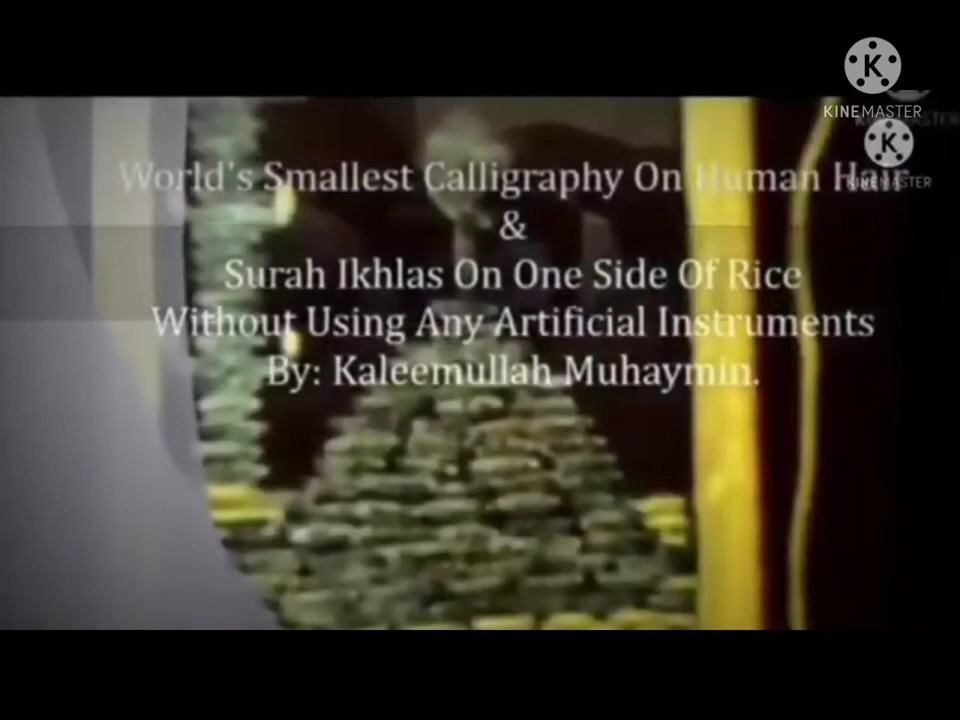 KINEMASTER
KINEMASTER
World's Smallest Calligraphy On Human Hair
&
Surah Ikhlas On One Side Of Rice
Without Using Any Artificial Instruments
By: Kaleemullah Muhaymin.